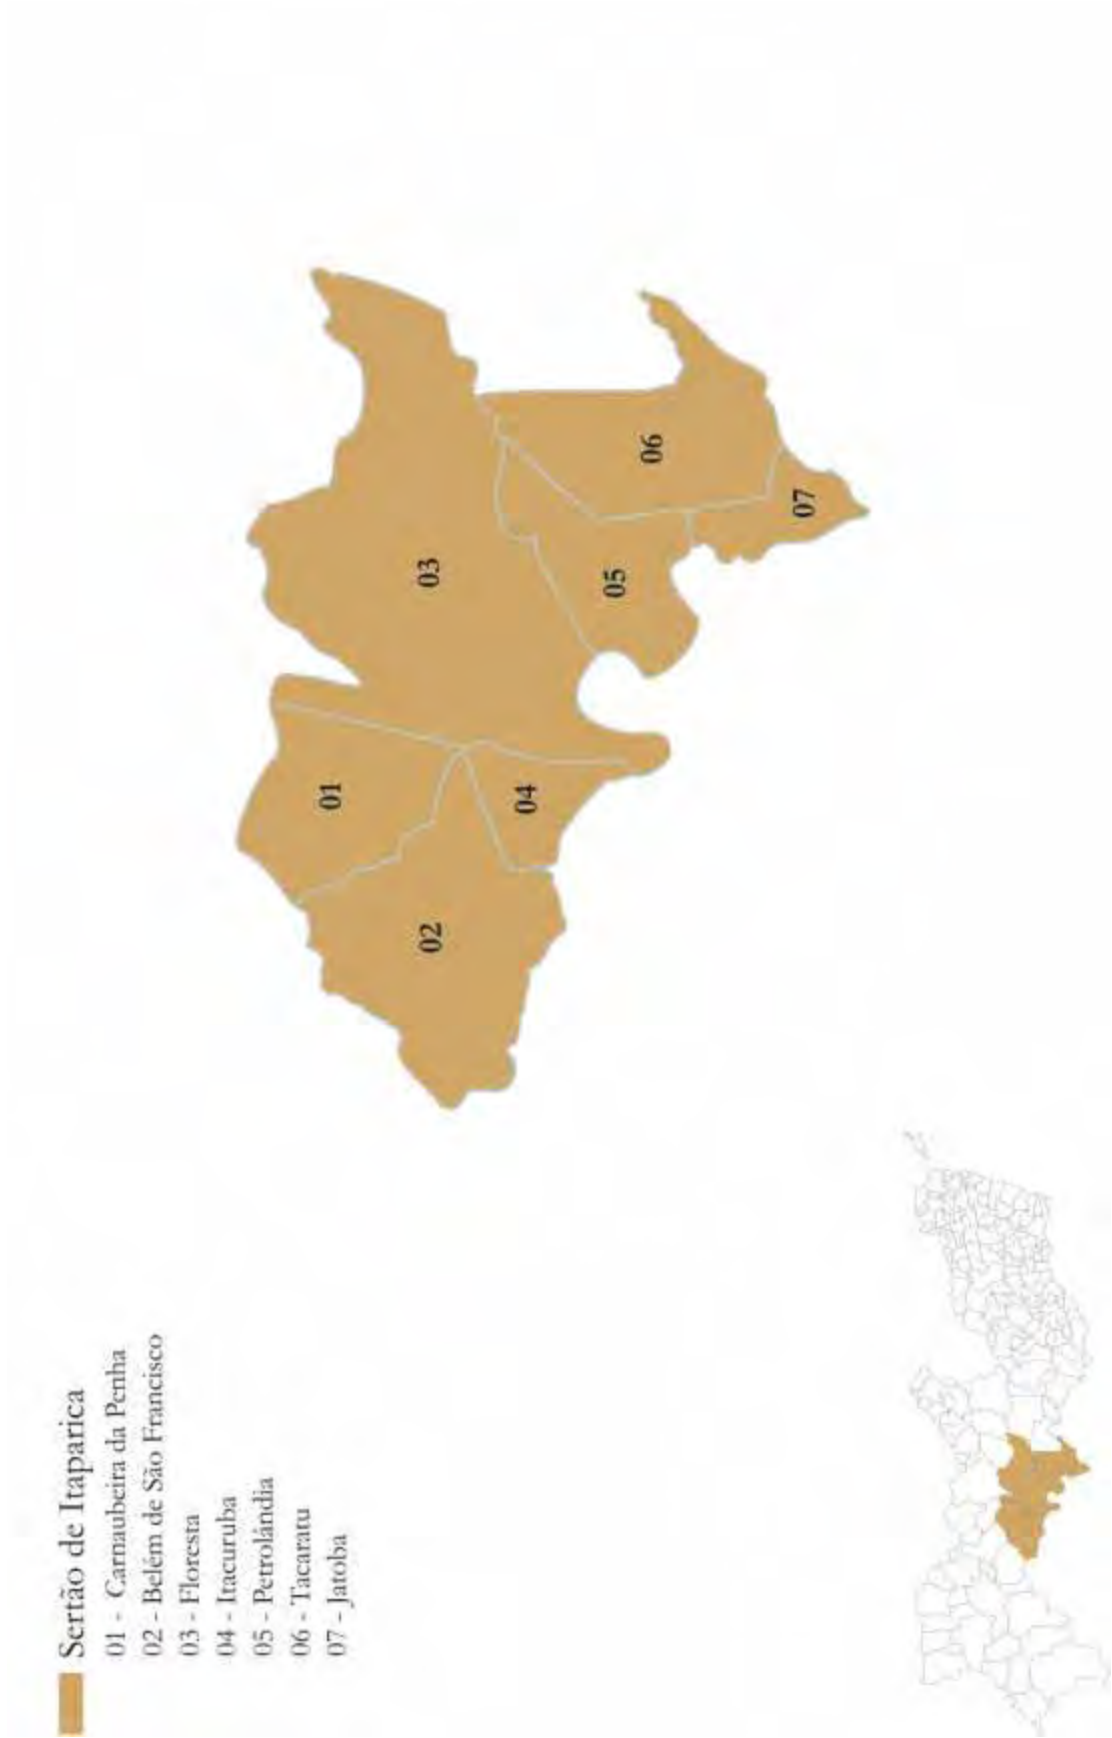 Sertão de Itaparica
01 - Carnaubeira da Penha
02 - Belém de São Francisco
03 - Floresta
04 - Itacuruba
05 - Petrolândia
06 - Tacaratu
07 - Jatoba
01
02
03
04
05
06
07